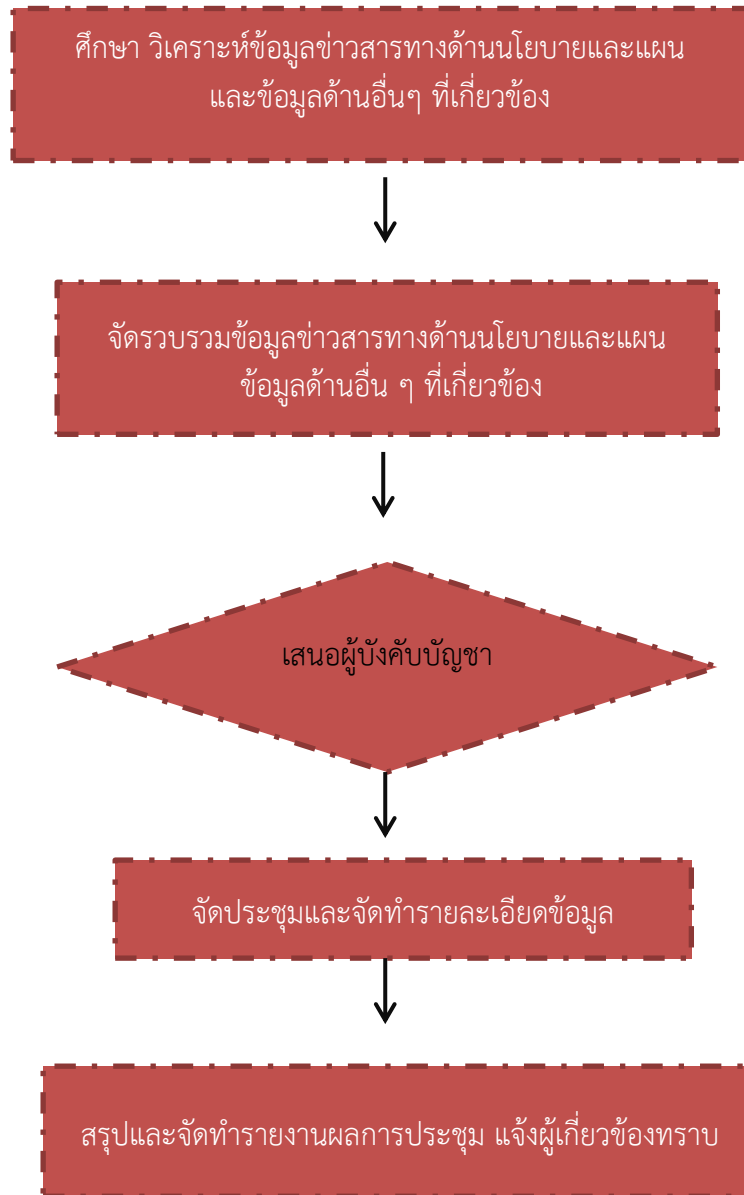 ศึกษา วิเคราะห์ข้อมูลข่าวสารทางด้านนโยบายและแผน
และข้อมูลด้านอื่นๆ ที่เกี่ยวข้อง
จัดรวบรวมข้อมูลข่าวสารทางด้านนโยบายและแผน
ข้อมูลด้านอื่น ๆ ที่เกี่ยวข้อง
เสนอผู้บังคับบัญชา
จัดประชุมและจัดทำรายละเอียดข้อมูล
สรุปและจัดทำรายงานผลการประชุม แจ้งผู้เกี่ยวข้องทราบ